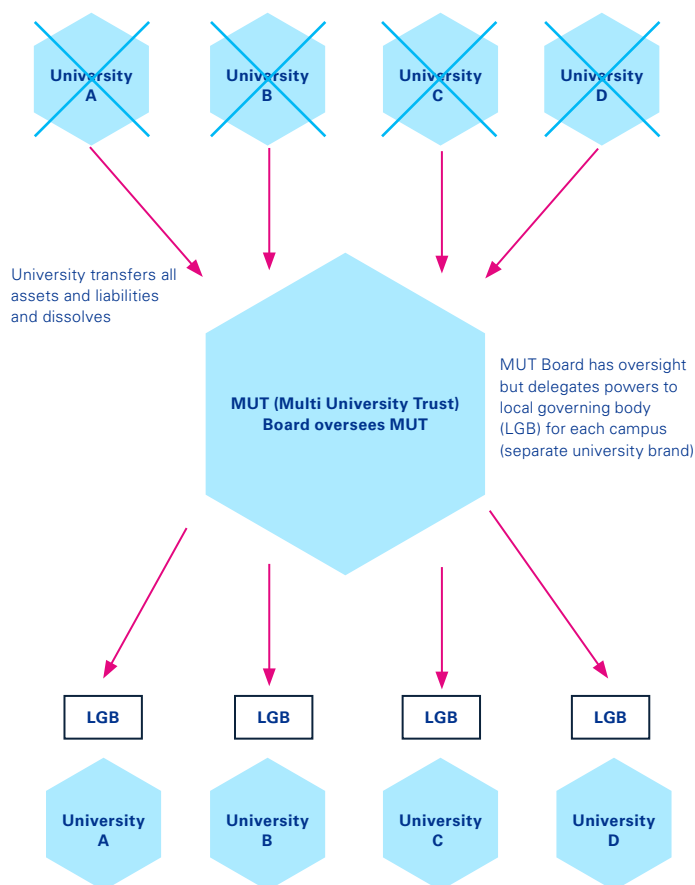 University
A
University
B
University
C
University
D
University transfers all
assets and liabilities
and dissolves
MUT (Multi University Trust)
Board oversees MUT
MUT Board has oversight
but delegates powers to
local governing body
(LGB) for each campus
(separate university brand)
LGB
LGB
LGB
LGB
University
A
University
B
University
C
University
D